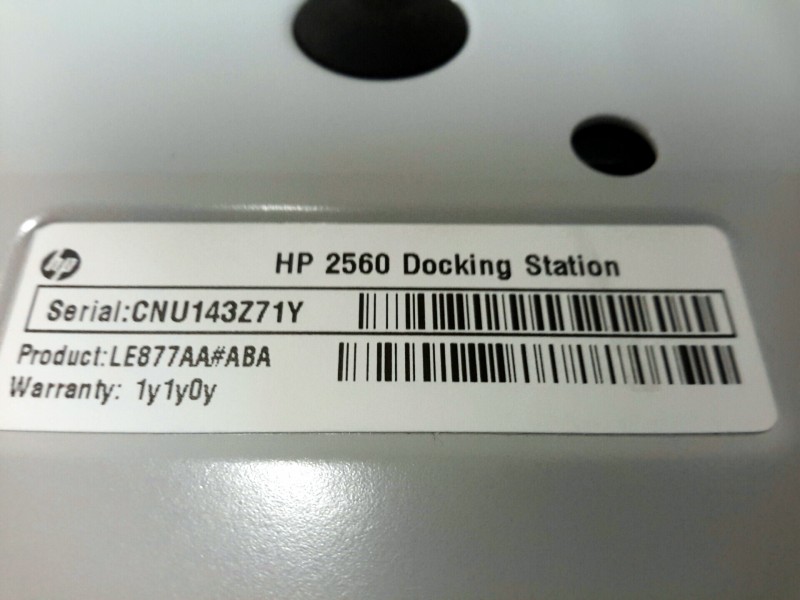 hp
HP 2560 Docking Station
Serial:CNU143Z71Y
Product:LE877AA#ABA
Warranty: 1y1y0y